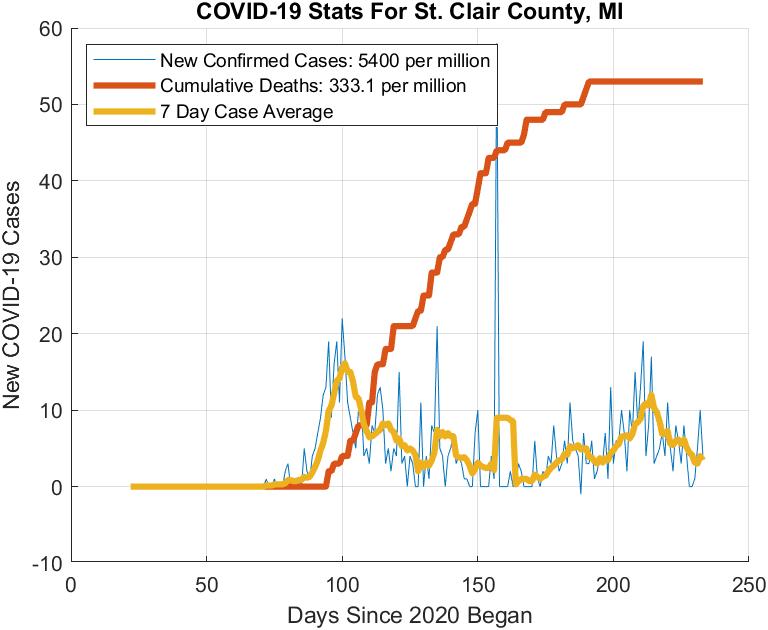 COVID-19 Stats For St. Clair County, MI
60
New Confirmed Cases: 5400 per million
Cumulative Deaths: 333.1 per million
7 Day Case Average
50
40
30
20
10
0
-10
New COVID-19 Cases
0 50 100 150 200 250
Days Since 2020 Began